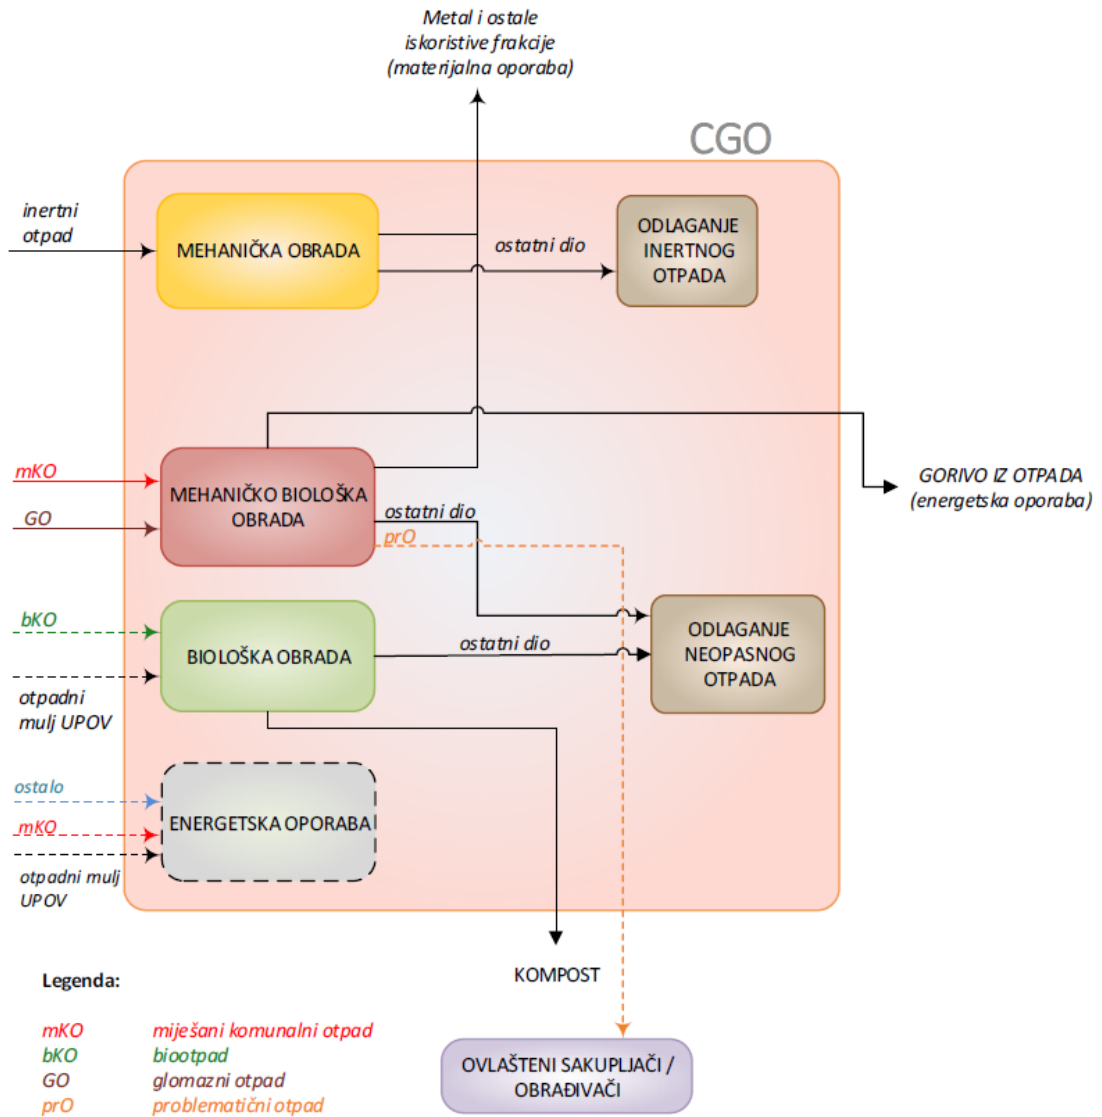 Metal i ostale
iskoristive frakcije
(materijalna oporaba)
CGO
inertni
otpad
MEHANIČKA OBRADA
ostatni dio
ODLAGANJE
INERTNOG
OTPADA
mKO
GO
MEHANIČKO BIOLOŠKA
OBRADA
ostatni dio
prO
GORIVO IZ OTPADA
(energetska oporaba)
bKO
otpadni
mulj UPOV
BIOLOŠKA OBRADA
ostatni dio
ODLAGANJE
NEOPASNOG
OTPADA
ostalo
mKO
otpadni mulj
UPOV
ENERGETSKA OPORABA
KOMPOST
OVLAŠTENI SAKUPLJAČI /
OBRAĐIVAČI
Legenda:
mKO miješani komunalni otpad
bKO biootpad
GO glomazni otpad
prO problematični otpad